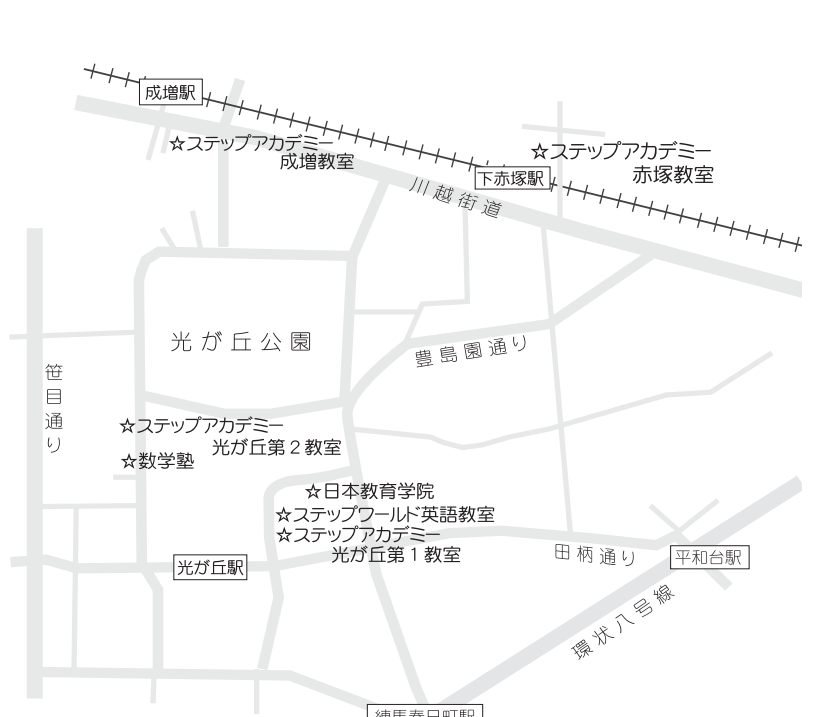 成増駅
☆ステップアカデミー
成増教室
☆ステップアカデミー
赤塚教室
下赤塚駅
川越街道
光が丘公園
豊島園通り
笹目通り
☆ステップアカデミー
光が丘第2教室
☆数学塾
☆日本教育学院
☆ステップワールド英語教室
☆ステップアカデミー
光が丘第1教室
光が丘駅
田柄通り
平和台駅
環状八号線
練馬春日町駅